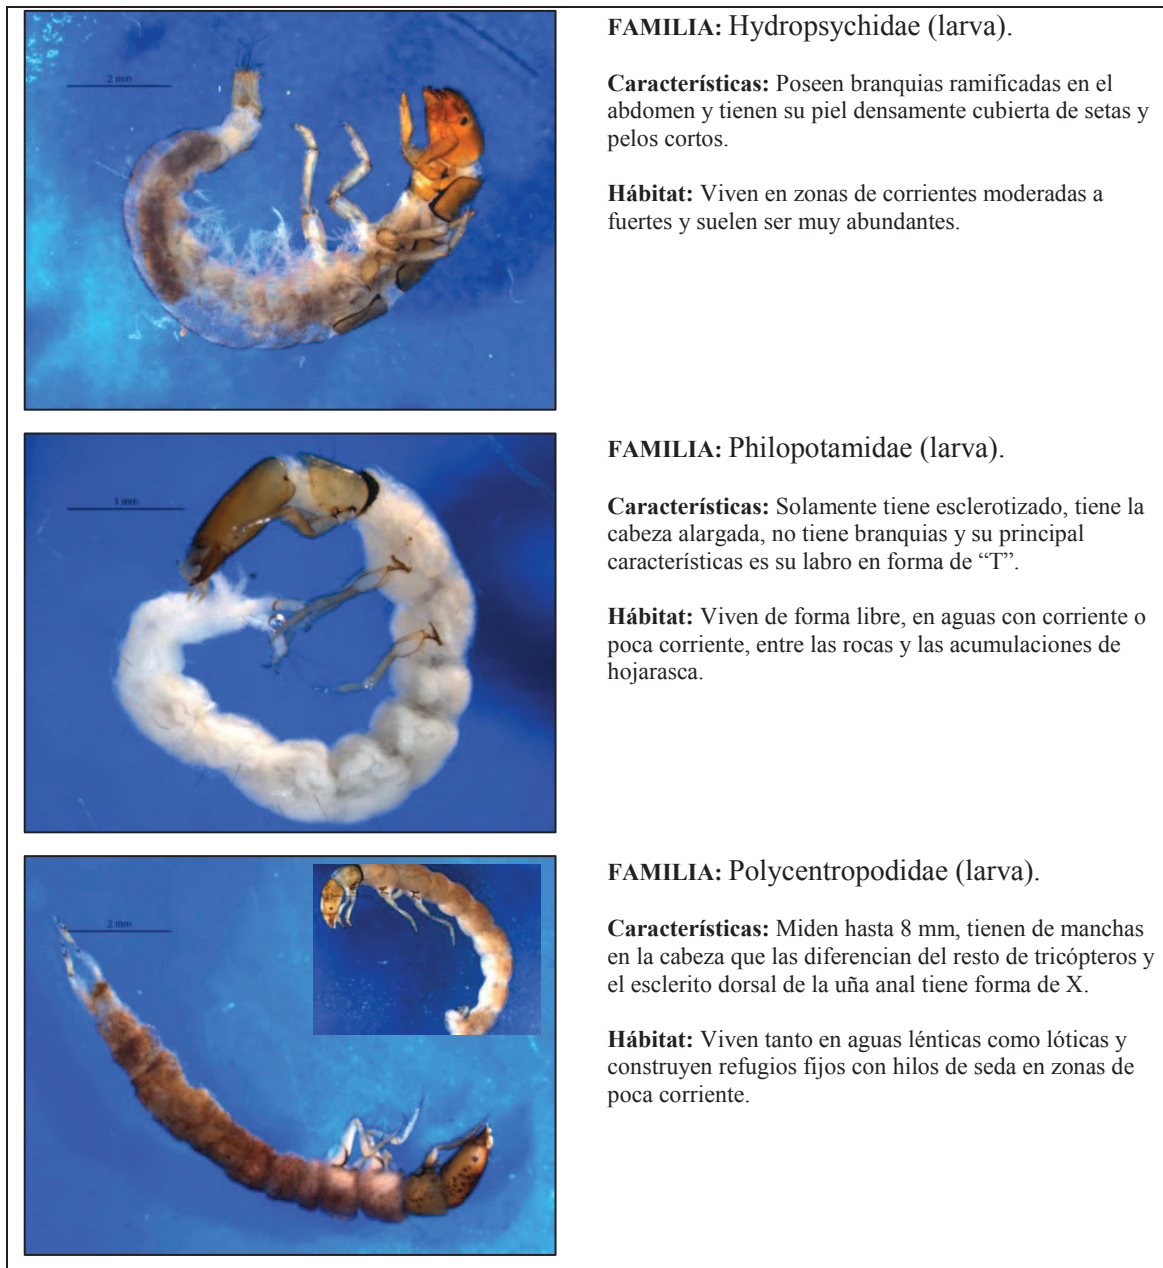 2 mm
FAMILIA: Hydropsychidae (larva).
Características: Poseen branquias ramificadas en el
abdomen y tienen su piel densamente cubierta de setas y
pelos cortos.
Hábitat: Viven en zonas de corrientes moderadas a
fuertes y suelen ser muy abundantes.
1 mm
FAMILIA: Philopotamidae (larva).
Características: Solamente tiene esclerotizado, tiene la
cabeza alargada, no tiene branquias y su principal
características es su labro en forma de “T”.
Hábitat: Viven de forma libre, en aguas con corriente o
poca corriente, entre las rocas y las acumulaciones de
hojarasca.
2 mm
FAMILIA: Polycentropodidae (larva).
Características: Miden hasta 8 mm, tienen de manchas
en la cabeza que las diferencian del resto de tricópteros y
el esclerito dorsal de la uña anal tiene forma de X.
Hábitat: Viven tanto en aguas lénticas como lóticas y
construyen refugios fijos con hilos de seda en zonas de
poca corriente.